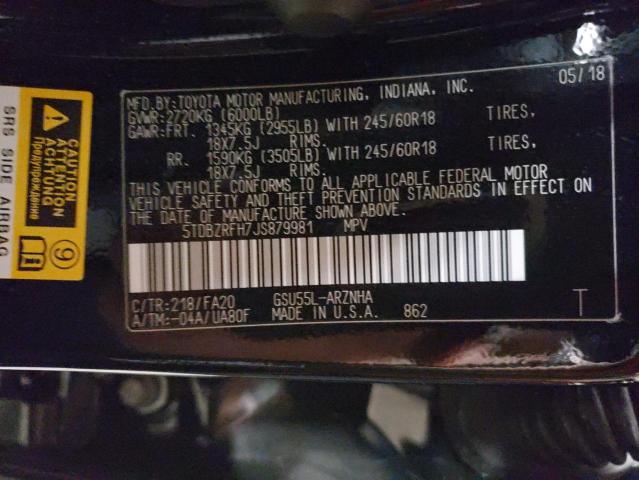 05/18
MFD.BY:TOYOTA MOTOR MANUFACTURING, INDIANA, INC.
GVWR:2720KG (6000LB)
GAWR:FRT. 1345KG (2955LB) WITH 245/60R18 TIRES,
18X7.5J RIMS.
RR. 1590KG (3505LB) WITH 245/60R18 TIRES,
18X7.5J RIMS.
THIS VEHICLE CONFORMS TO ALL APPLICABLE FEDERAL MOTOR
VEHICLE SAFETY AND THEFT PREVENTION STANDARDS IN EFFECT ON
THE DATE OF MANUFACTURE SHOWN ABOVE.
5TDBZRFH7JS879981 MPV
C/TR:218/FA20 GSU55L-ARZNHA
A/TM:-04A/UA80F MADE IN U.S.A. 862
T
SRS SIDE AIRBAG
CAUTION
ATTENTION
ACHTUNG
Предупреждение
9